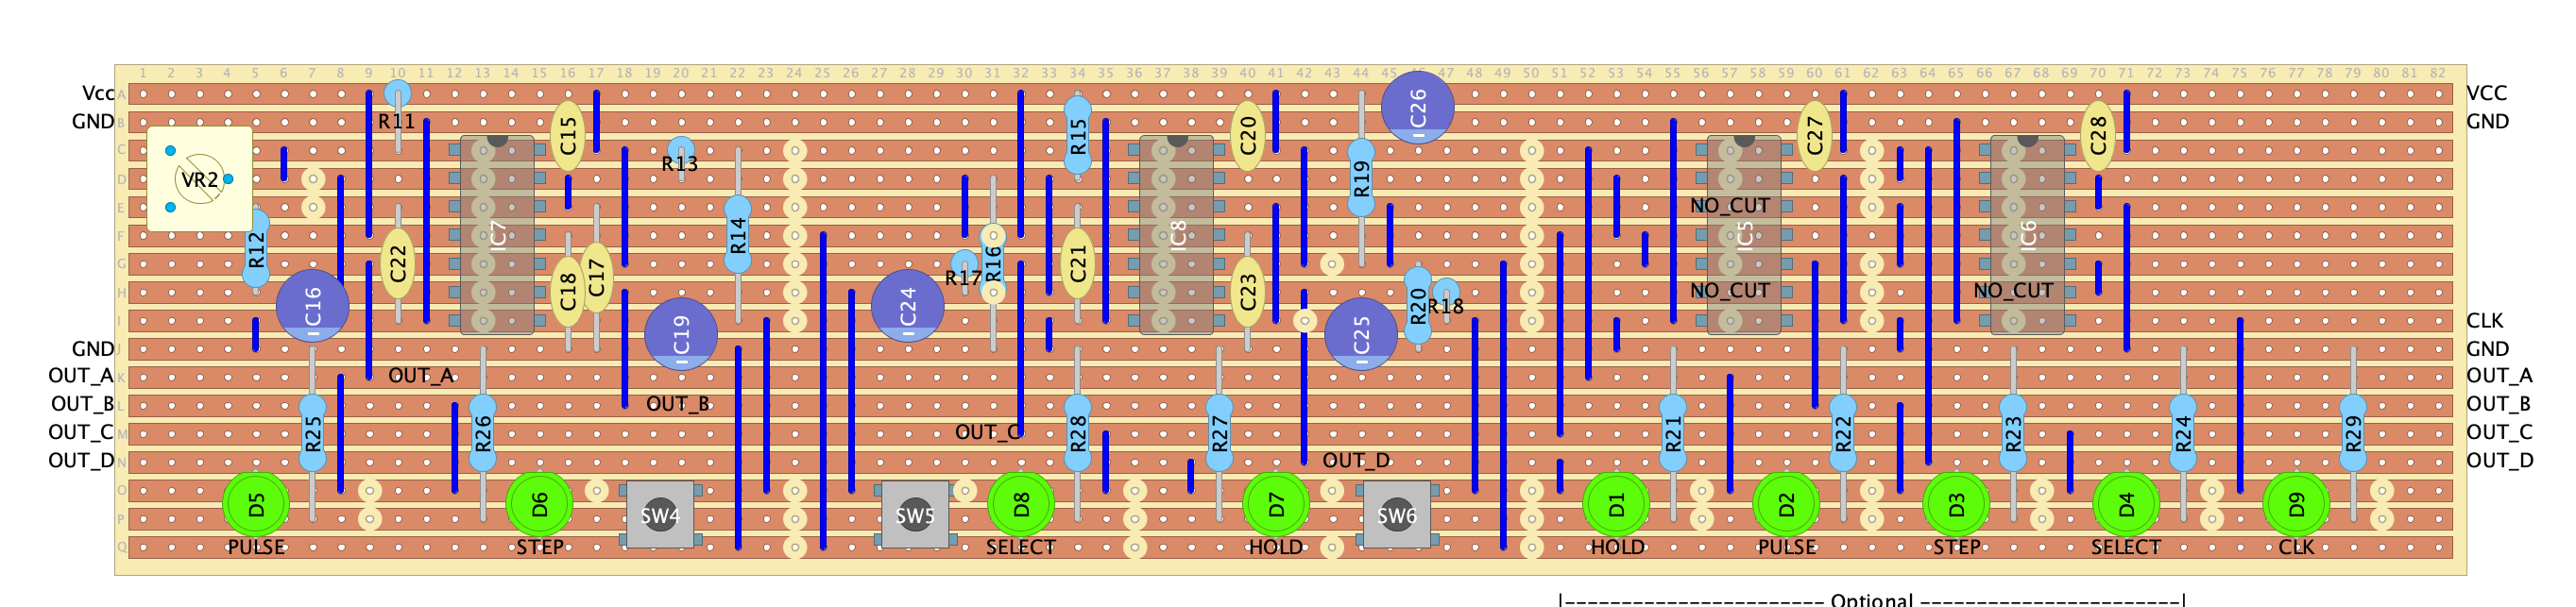 1 2 3 4 5 6 7 8 9 10 11 12 13 14 15 16 17 18 19 20 21 22 23 24 25 26 27 28 29 30 31 32 33 34 35 36 37 38 39 40 41 42 43 44 45 46 47 48 49 50 51 52 53 54 55 56 57 58 59 60 61 62 63 64 65 66 67 68 69 70 71 72 73 74 75 76 77 78 79 80 81 82
Vcc A C26 VCC
GND B R11 C15 R15 C20 C27 C28 GND
C R13
D VR2 R19
E NO_CUT
F R12 IC7 R14 R16 IC8 IC5 IC6
G C22 C18 C17 R17 C21 C23
H C16 C24 R20 R18 NO_CUT NO_CUT
I C19 C25 CLK
GND J GND
OUT_A K OUT_A OUT_A
OUT_B L OUT_B OUT_B
OUT_C M R25 R26 OUT_C R28 R27 R21 R22 R23 R24 R29 OUT_C
OUT_D N OUT_D OUT_D
O D5 D6 D8 D7 D1 D2 D3 D4 D9
P SW4 SW5 SW6
Q PULSE STEP SELECT HOLD HOLD PULSE STEP SELECT CLK
|---------------------- Optional ----------------------|